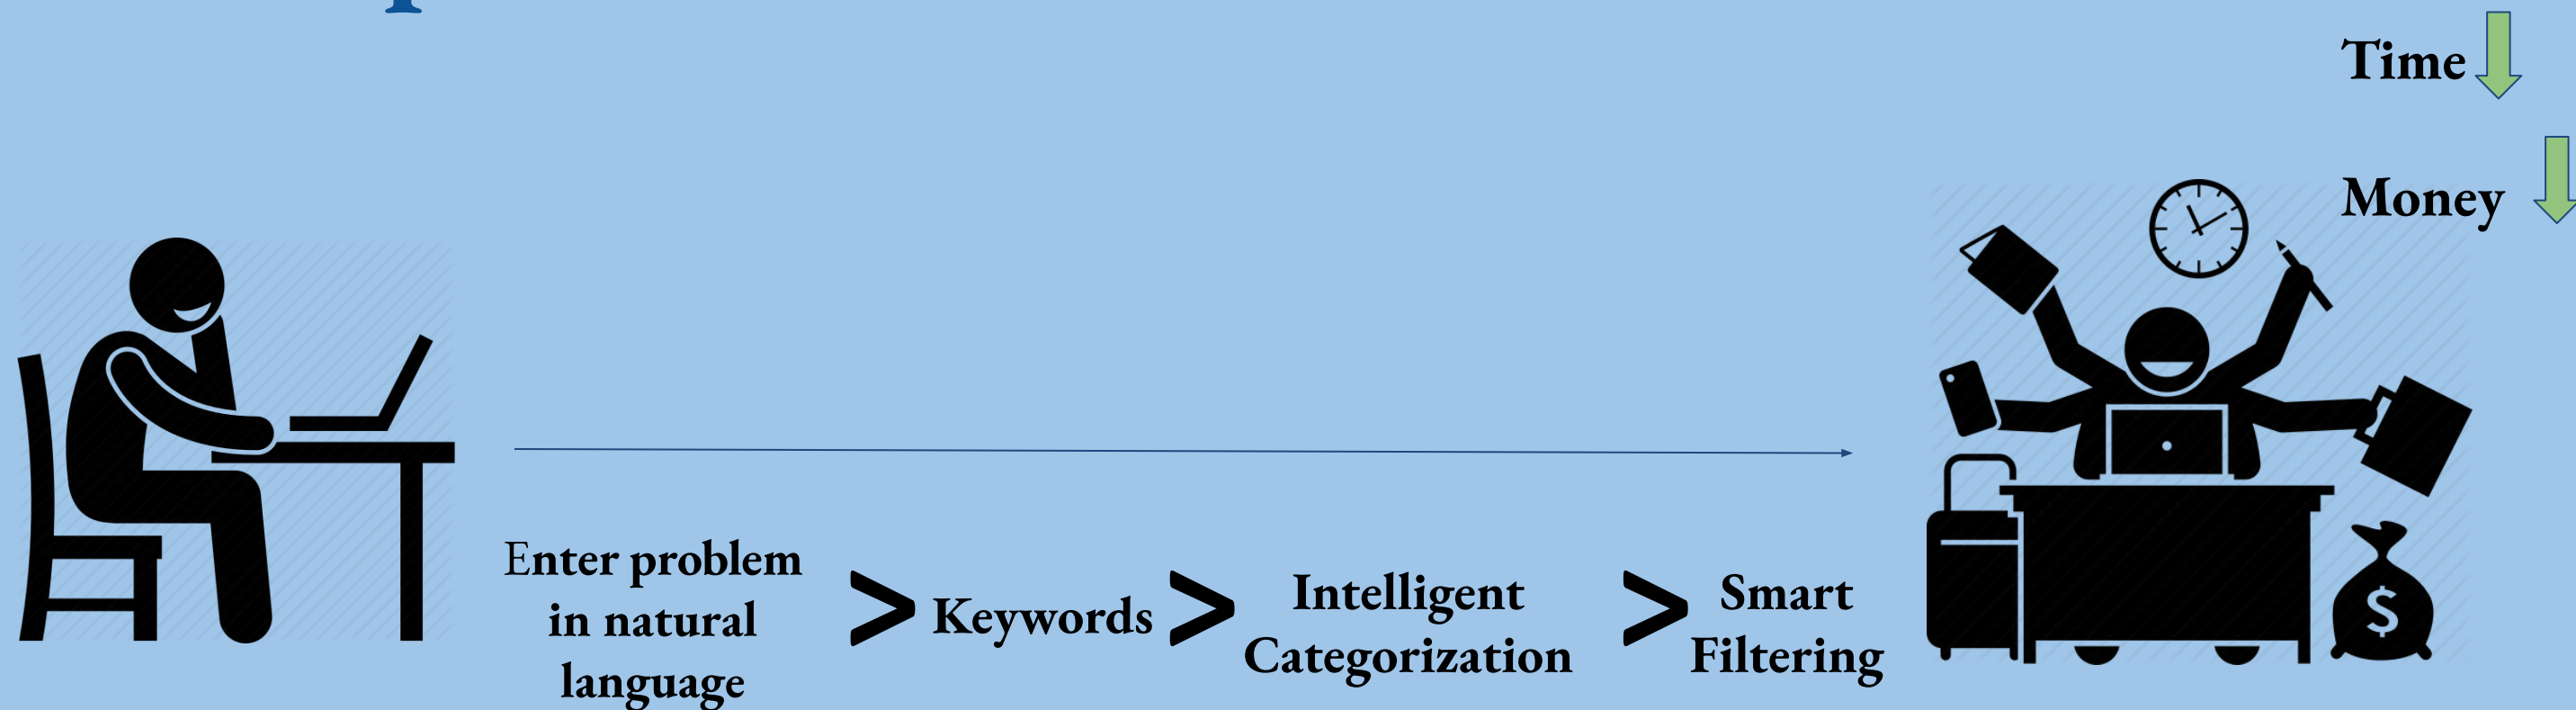 Time
Money
Enter problem
in natural
language
> Keywords >
Intelligent
Categorization
>
Smart
Filtering
$